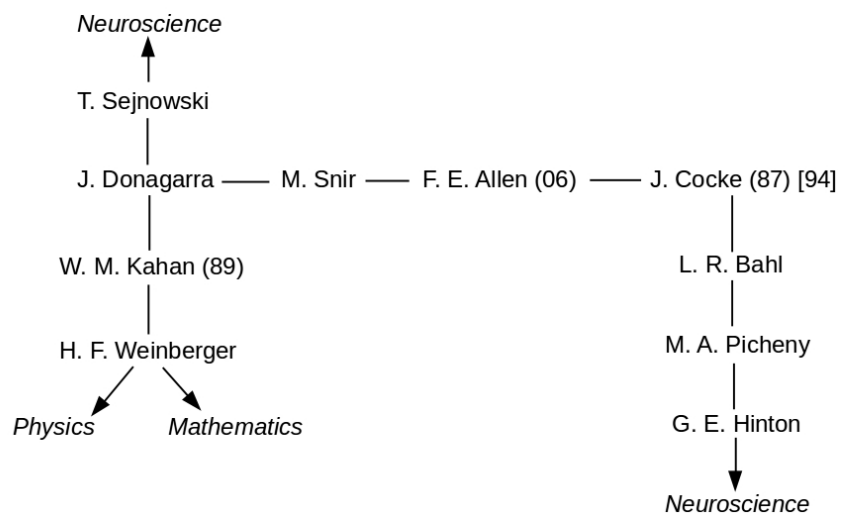 Neuroscience
T. Sejnowski
J. Donagarra
M. Snir
F. E. Allen (06)
J. Cocke (87) [94]
W. M. Kahan (89)
L. R. Bahl
H. F. Weinberger
M. A. Picheny
Physics
Mathematics
G. E. Hinton
Neuroscience